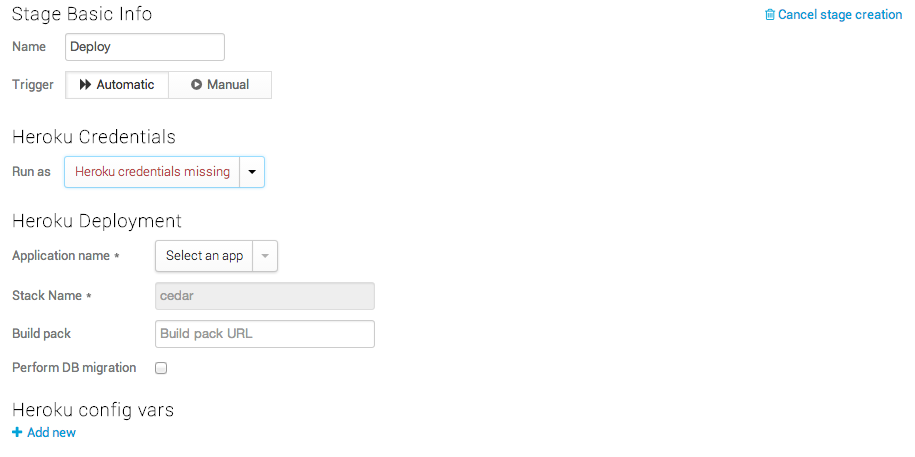 Stage Basic Info
Cancel stage creation
Name Deploy
Trigger Automatic Manual
Heroku Credentials
Run as Heroku credentials missing
Heroku Deployment
Application name * Select an app
Stack Name * cedar
Build pack Build pack URL
Perform DB migration
Heroku config vars
+ Add new